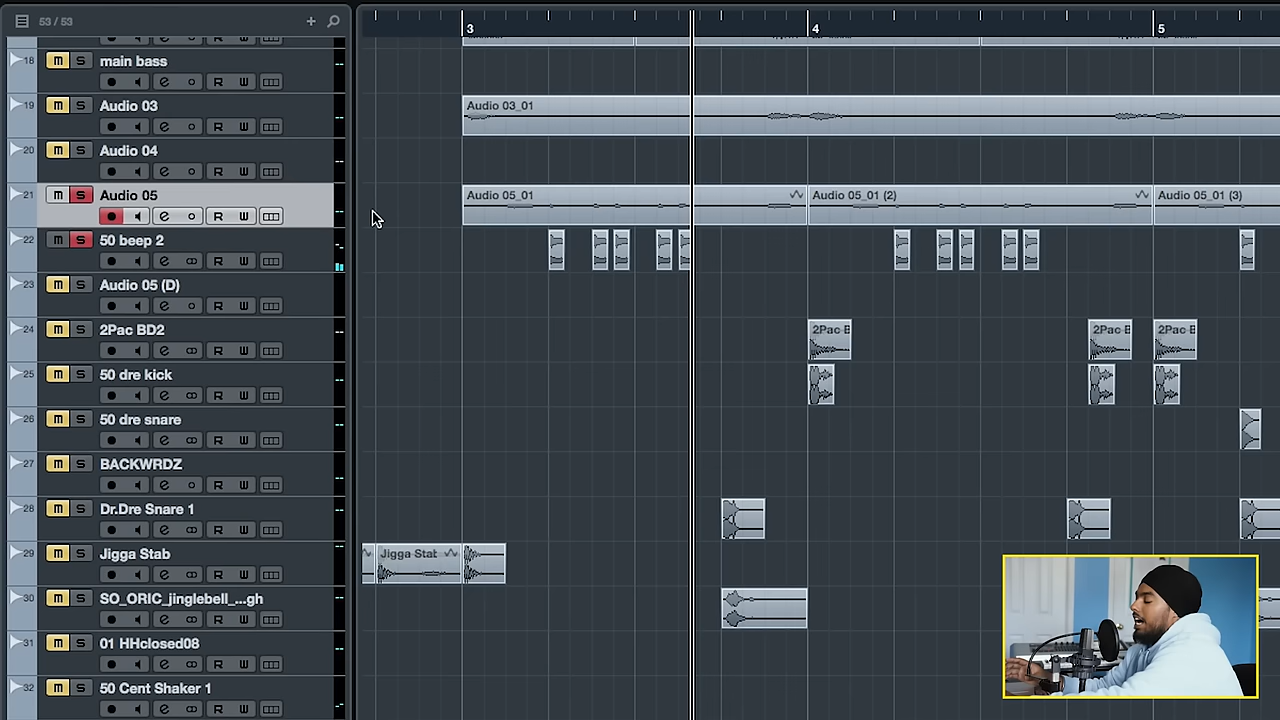 53 / 53
3 4 5
18 M S main bass
R W
19 M S Audio 03 Audio 03_01
R W
20 M S Audio 04
R W
21 M S Audio 05 Audio 05_01 Audio 05_01 (2) Audio 05_01 (3)
R W
22 M S 50 beep 2
R W
23 M S Audio 05 (D)
R W
24 M S 2Pac BD2 2Pac B 2Pac B 2Pac B
R W
25 M S 50 dre kick
R W
26 M S 50 dre snare
R W
27 M S BACKWRDZ
R W
28 M S Dr.Dre Snare 1
R W
29 M S Jigga Stab Jigga Stab
R W
30 M S SO_ORIC_jinglebell_...gh
R W
31 M S 01 HHclosed08
R W
32 M S 50 Cent Shaker 1
R W